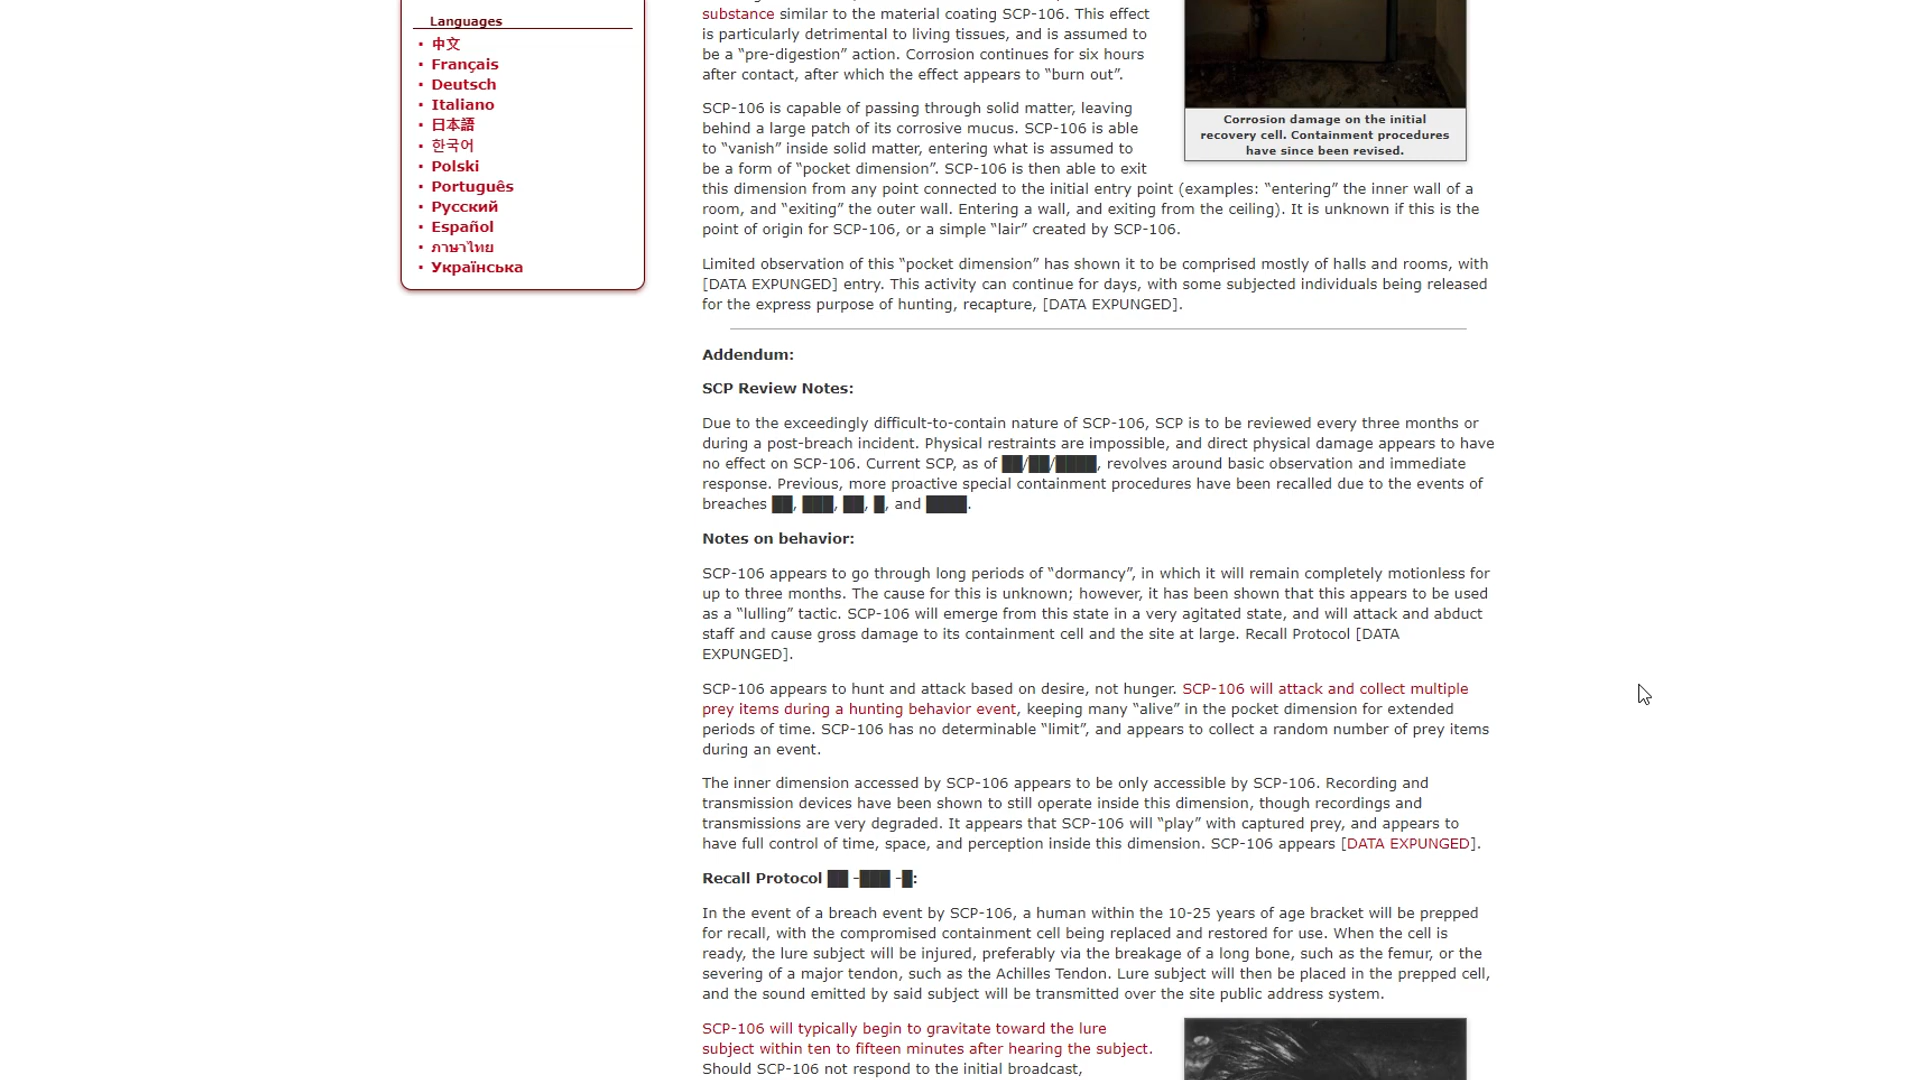 Languages
中文
Français
Deutsch
Italiano
日本語
한국어
Polski
Português
Русский
Español
ภาษาไทย
Українська
substance similar to the material coating SCP-106. This effect
is particularly detrimental to living tissues, and is assumed to
be a “pre-digestion” action. Corrosion continues for six hours
after contact, after which the effect appears to “burn out”.
SCP-106 is capable of passing through solid matter, leaving
behind a large patch of its corrosive mucus. SCP-106 is able
to “vanish” inside solid matter, entering what is assumed to
be a form of “pocket dimension”. SCP-106 is then able to exit
this dimension from any point connected to the initial entry point (examples: “entering” the inner wall of a
room, and “exiting” the outer wall. Entering a wall, and exiting from the ceiling). It is unknown if this is the
point of origin for SCP-106, or a simple “lair” created by SCP-106.
Corrosion damage on the initial
recovery cell. Containment procedures
have since been revised.
Limited observation of this “pocket dimension” has shown it to be comprised mostly of halls and rooms, with
[DATA EXPUNGED] entry. This activity can continue for days, with some subjected individuals being released
for the express purpose of hunting, recapture, [DATA EXPUNGED].
Addendum:
SCP Review Notes:
Due to the exceedingly difficult-to-contain nature of SCP-106, SCP is to be reviewed every three months or
during a post-breach incident. Physical restraints are impossible, and direct physical damage appears to have
no effect on SCP-106. Current SCP, as of ██/██/████, revolves around basic observation and immediate
response. Previous, more proactive special containment procedures have been recalled due to the events of
breaches ██, ███, ██, █, and ████.
Notes on behavior:
SCP-106 appears to go through long periods of “dormancy”, in which it will remain completely motionless for
up to three months. The cause for this is unknown; however, it has been shown that this appears to be used
as a “lulling” tactic. SCP-106 will emerge from this state in a very agitated state, and will attack and abduct
staff and cause gross damage to its containment cell and the site at large. Recall Protocol [DATA
EXPUNGED].
SCP-106 appears to hunt and attack based on desire, not hunger. SCP-106 will attack and collect multiple
prey items during a hunting behavior event, keeping many “alive” in the pocket dimension for extended
periods of time. SCP-106 has no determinable “limit”, and appears to collect a random number of prey items
during an event.
The inner dimension accessed by SCP-106 appears to be only accessible by SCP-106. Recording and
transmission devices have been shown to still operate inside this dimension, though recordings and
transmissions are very degraded. It appears that SCP-106 will “play” with captured prey, and appears to
have full control of time, space, and perception inside this dimension. SCP-106 appears [DATA EXPUNGED].
Recall Protocol ██ -███ -█:
In the event of a breach event by SCP-106, a human within the 10-25 years of age bracket will be prepped
for recall, with the compromised containment cell being replaced and restored for use. When the cell is
ready, the lure subject will be injured, preferably via the breakage of a long bone, such as the femur, or the
severing of a major tendon, such as the Achilles Tendon. Lure subject will then be placed in the prepped cell,
and the sound emitted by said subject will be transmitted over the site public address system.
SCP-106 will typically begin to gravitate toward the lure
subject within ten to fifteen minutes after hearing the subject.
Should SCP-106 not respond to the initial broadcast,